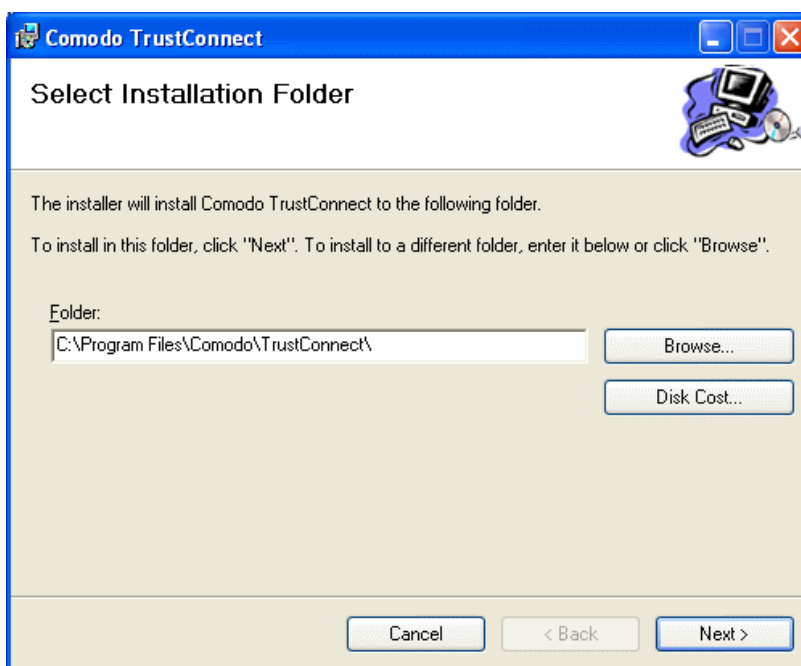 Comodo TrustConnect
Select Installation Folder
The installer will install Comodo TrustConnect to the following folder.
To install in this folder, click "Next". To install to a different folder, enter it below or click "Browse".
Folder:
C:\Program Files\Comodo\TrustConnect\
Browse...
Disk Cost...
Cancel
< Back
Next >